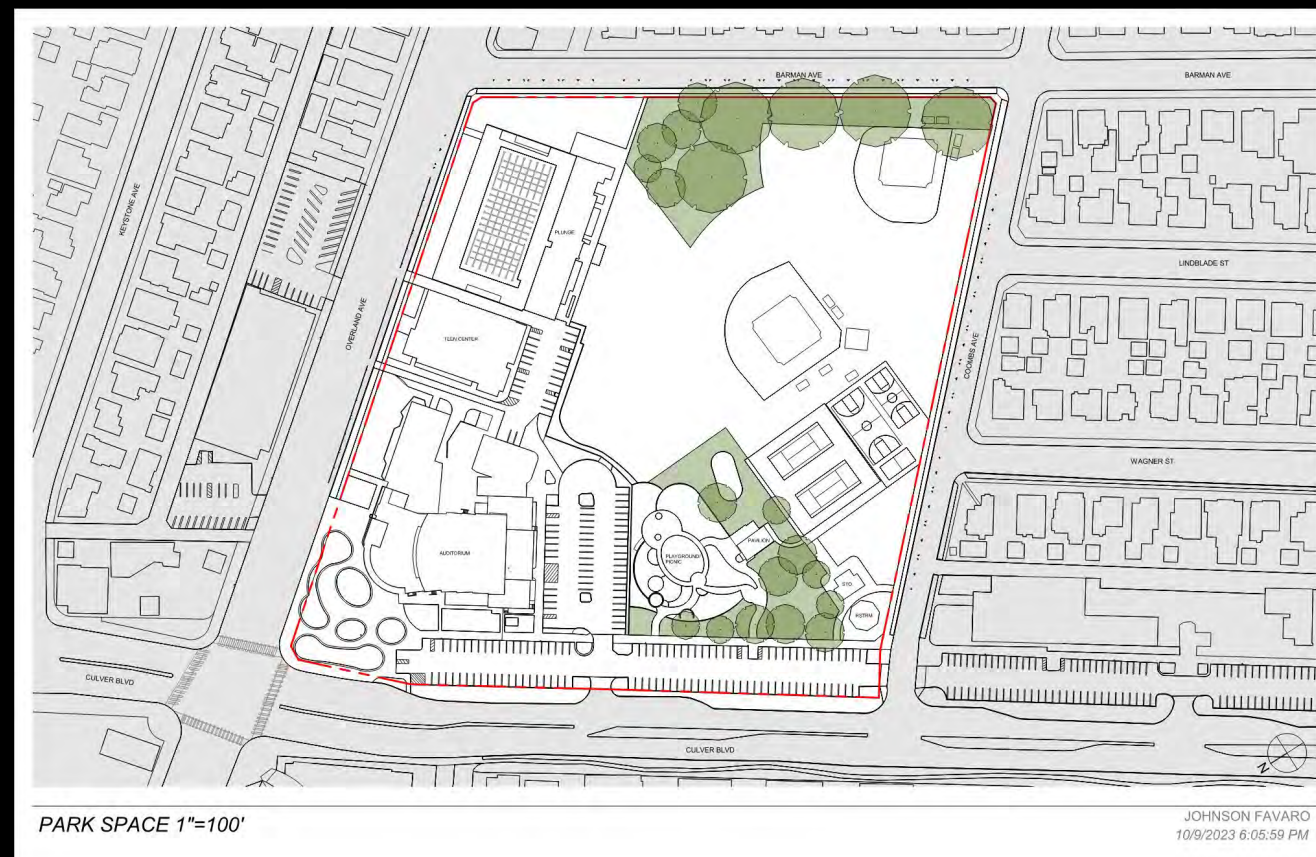 BARMAN AVE
BARMAN AVE
KEYSTONE AVE
PLUNGE
LINDBLADE ST
OVERLAND AVE
TEEN CENTER
COOMBS AVE
WAGNER ST
PAVILION
AUDITORIUM
PLAYGROUND
PICNIC
STO.
RSTRM
CULVER BLVD
CULVER BLVD
N
PARK SPACE 1"=100'
JOHNSON FAVARO
10/9/2023 6:05:59 PM